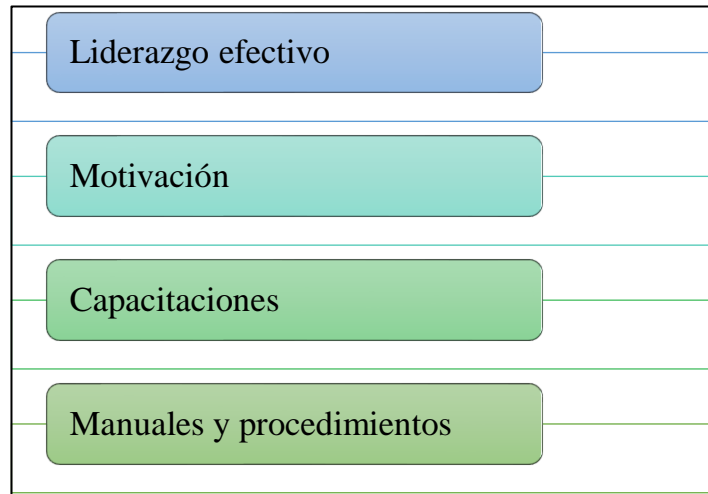 Liderazgo efectivo
Motivación
Capacitaciones
Manuales y procedimientos